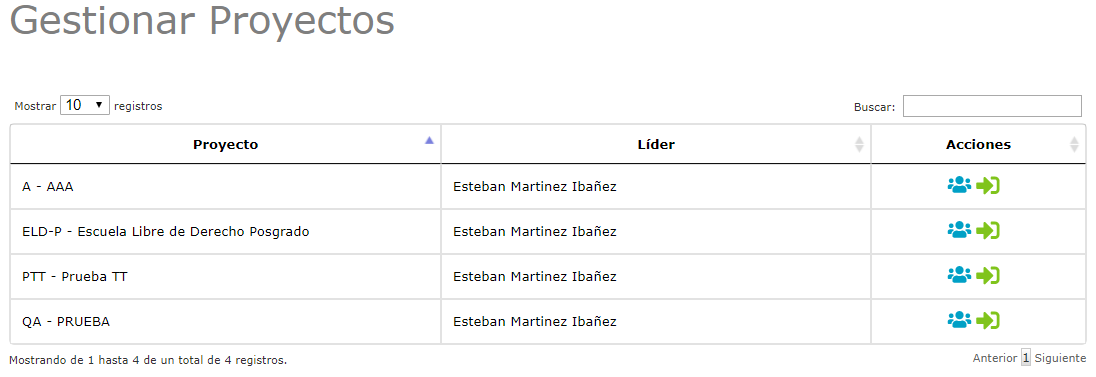 Gestionar Proyectos
Mostrar 10 registros Buscar:
Proyecto Líder Acciones
A - AAA Esteban Martinez Ibañez
ELD-P - Escuela Libre de Derecho Posgrado Esteban Martinez Ibañez
PTT - Prueba TT Esteban Martinez Ibañez
QA - PRUEBA Esteban Martinez Ibañez
Mostrando de 1 hasta 4 de un total de 4 registros. Anterior 1 Siguiente